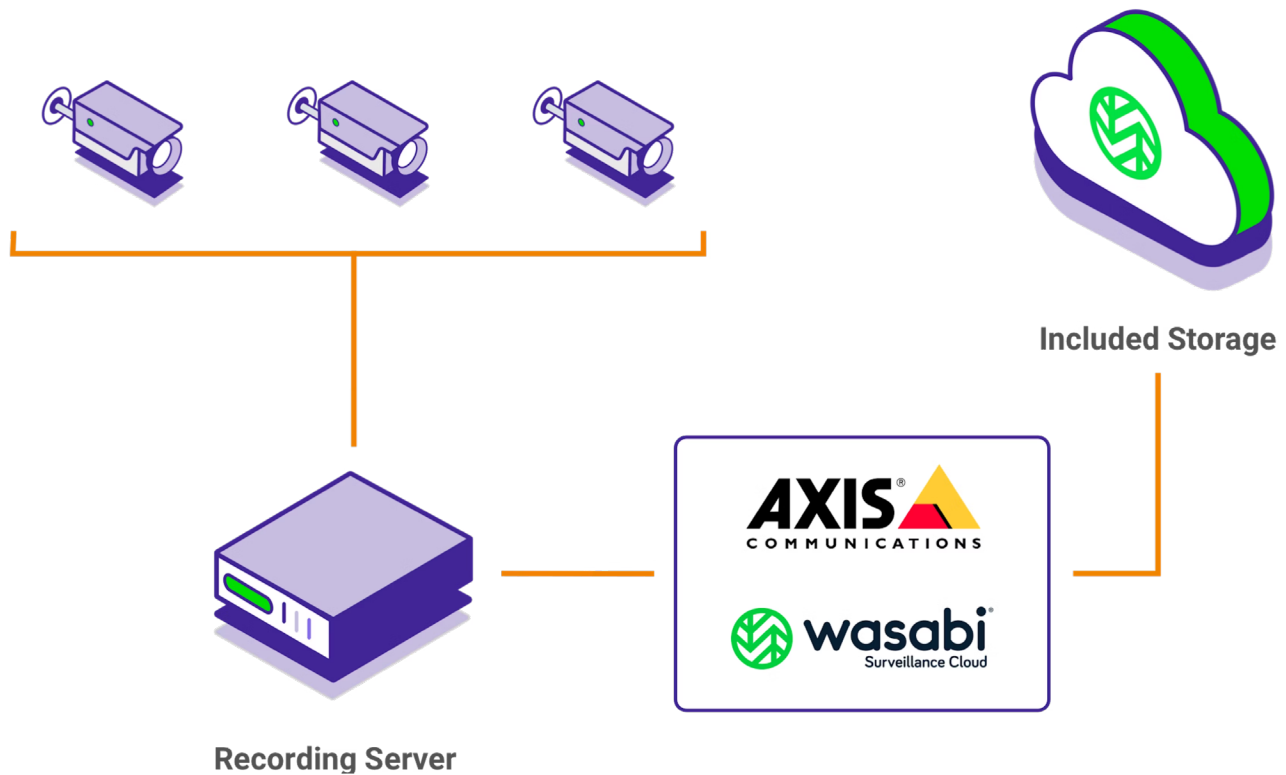 Included Storage
AXIS®
COMMUNICATIONS
wasabi®
Surveillance Cloud
Recording Server